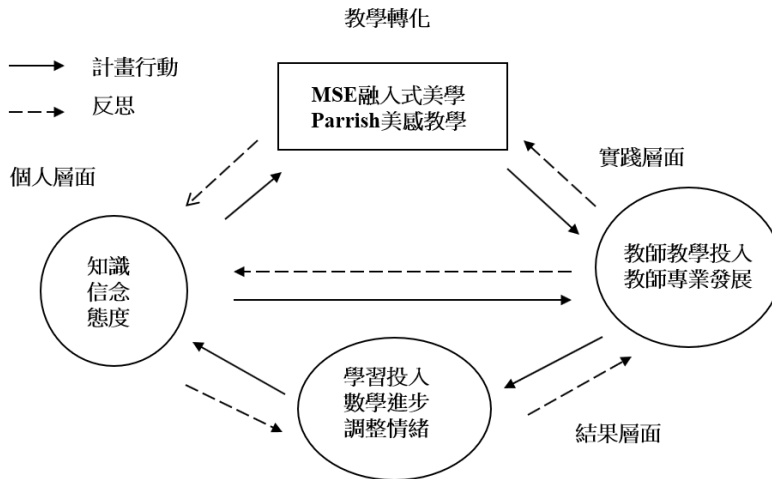 教學轉化
計畫行動
反思
MSE融入式美學
Parrish美感教學
個人層面
實踐層面
知識
信念
態度
教師教學投入
教師專業發展
學習投入
數學進步
調整情緒
結果層面